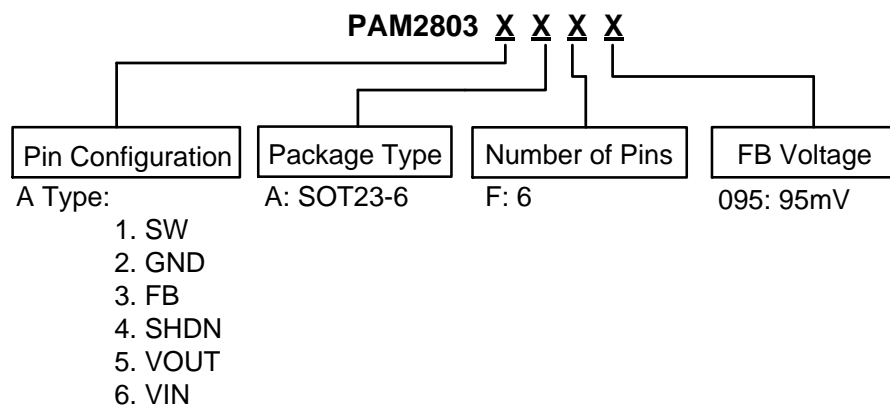 PAM2803 X X X X
Pin Configuration
Package Type
Number of Pins
FB Voltage
A Type:
A: SOT23-6
F: 6
095: 95mV
1. SW
2. GND
3. FB
4. SHDN
5. VOUT
6. VIN